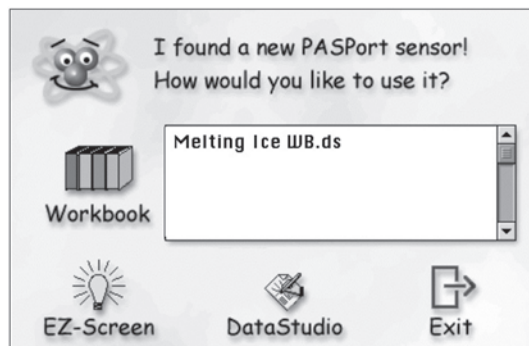 I found a new PASPort sensor!
How would you like to use it?
Melting Ice WB.ds
Workbook
EZ-Screen
DataStudio
Exit